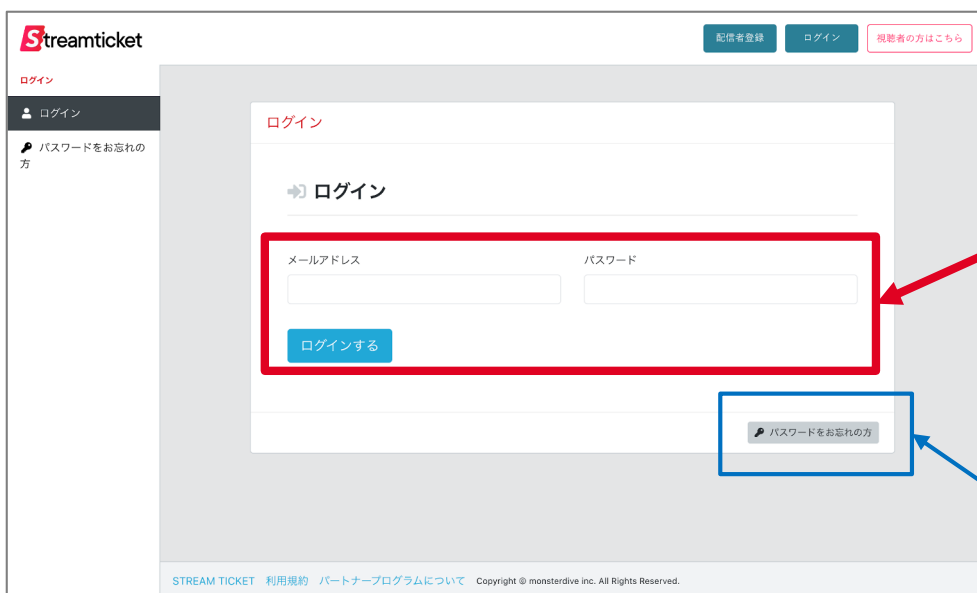 Streamticket
配信者登録
ログイン
視聴者の方はこちら
ログイン
ログイン
パスワードをお忘れの
方
ログイン
ログイン
メールアドレス
パスワード
ログインする
パスワードをお忘れの方
STREAM TICKET 利用規約 パートナープログラムについて Copyright © monsterdive inc. All Rights Reserved.